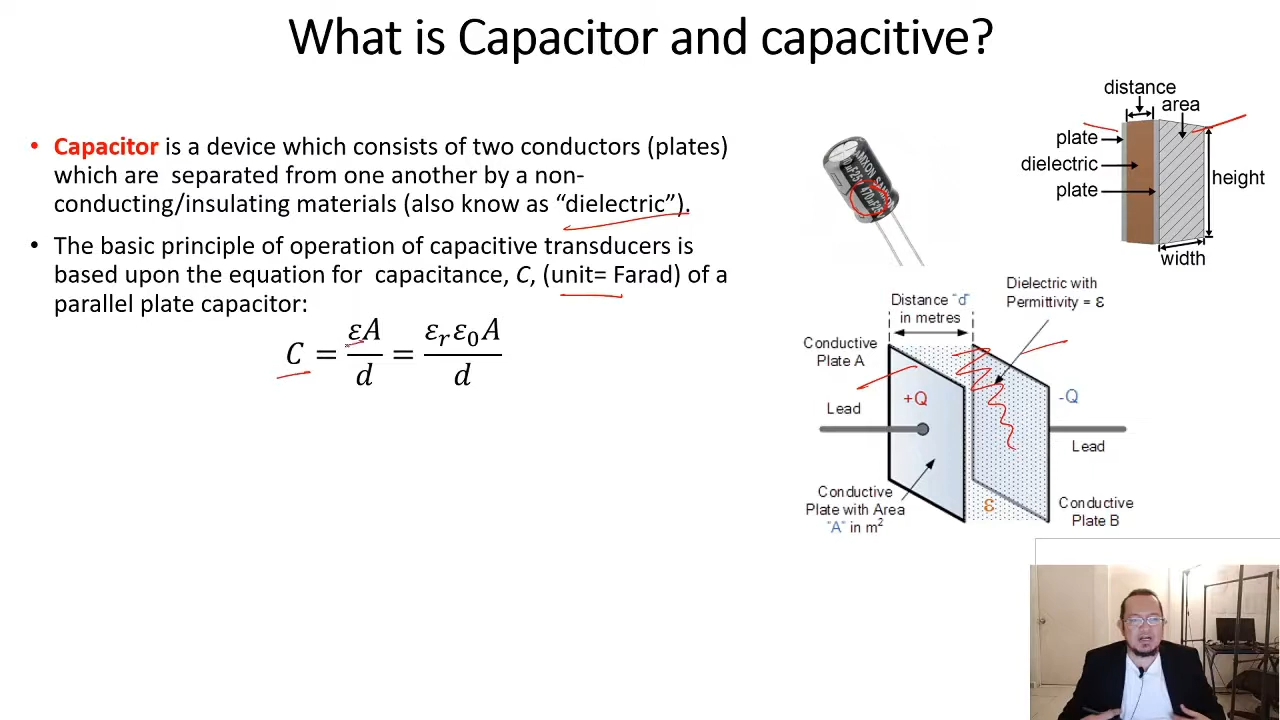 What is Capacitor and capacitive?
• Capacitor is a device which consists of two conductors (plates)
which are separated from one another by a non-
conducting/insulating materials (also know as “dielectric”).
• The basic principle of operation of capacitive transducers is
based upon the equation for capacitance, C, (unit= Farad) of a
parallel plate capacitor:
C = εA/d = εᵣε₀A/d
470µF25V
distance
area
plate
dielectric
plate
height
width
Dielectric with
Permittivity = ε
Distance "d"
in metres
Conductive
Plate A
+Q
-Q
Lead
Lead
Conductive
Plate with Area
"A" in m²
ε
Conductive
Plate B